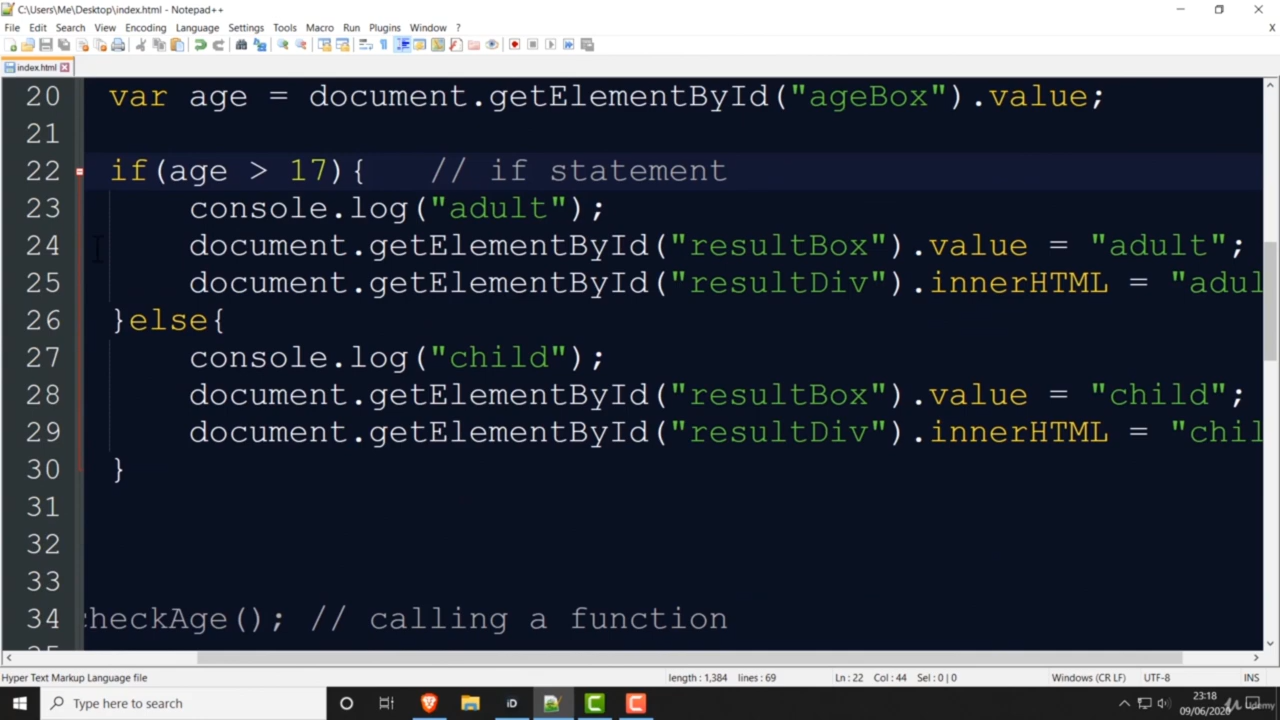 C:\Users\Me\Desktop\index.html - Notepad++
File Edit Search View Encoding Language Settings Tools Macro Run Plugins Window ?
X
index.html
20 var age = document.getElementById("ageBox").value;
21
22 if(age > 17){ // if statement
23 console.log("adult");
24 document.getElementById("resultBox").value = "adult";
25 document.getElementById("resultDiv").innerHTML = "adul
26 }else{
27 console.log("child");
28 document.getElementById("resultBox").value = "child";
29 document.getElementById("resultDiv").innerHTML = "chil
30 }
31
32
33
34 checkAge(); // calling a function
Hyper Text Markup Language file length : 1,384 lines : 69 Ln : 22 Col : 44 Sel : 0 | 0 Windows (CR LF) UTF-8 INS
Type here to search
iD
23:18
09/06/2020
Udemy